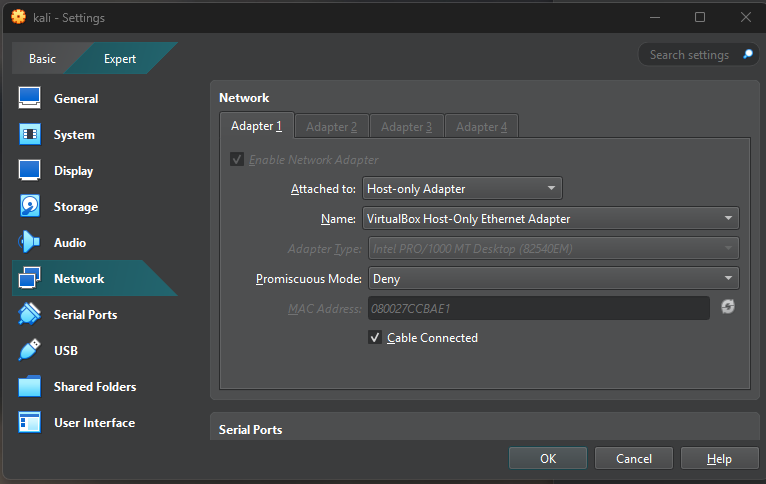 kali - Settings
Basic Expert
Search settings
General
System
Display
Storage
Audio
Network
Serial Ports
USB
Shared Folders
User Interface
Network
Adapter 1 Adapter 2 Adapter 3 Adapter 4
Enable Network Adapter
Attached to: Host-only Adapter
Name: VirtualBox Host-Only Ethernet Adapter
Adapter Type: Intel PRO/1000 MT Desktop (82540EM)
Promiscuous Mode: Deny
MAC Address: 080027CCBAE1
Cable Connected
Serial Ports
OK Cancel Help